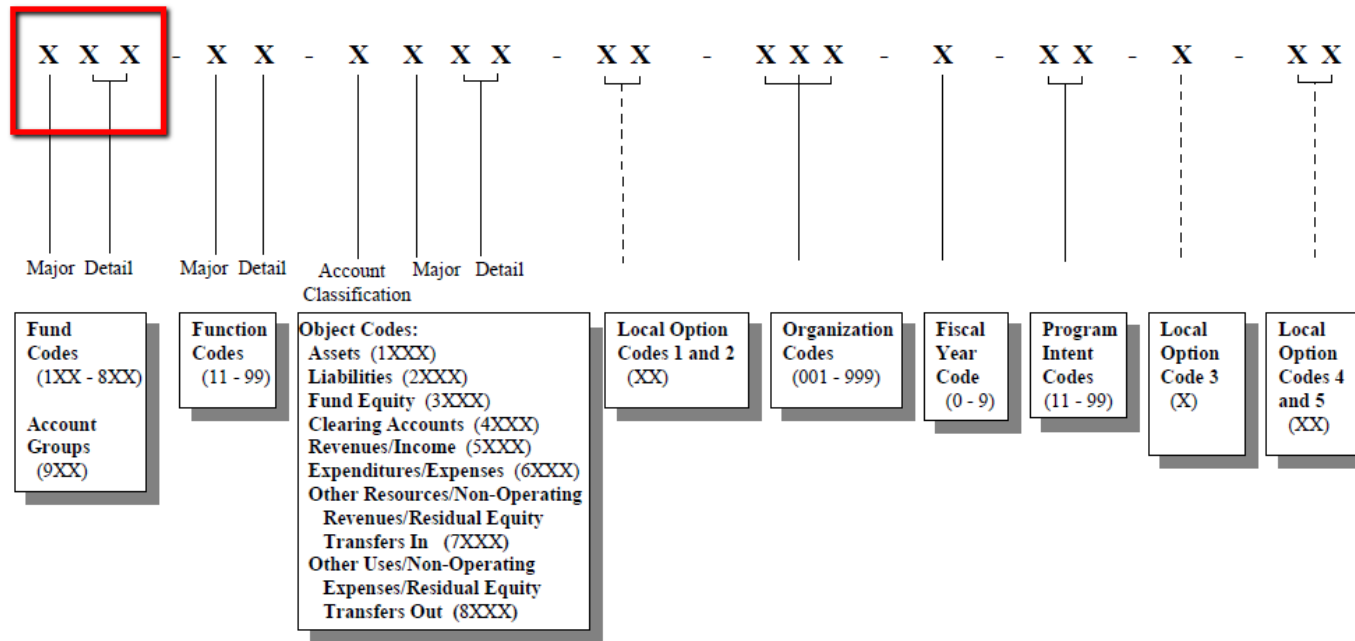 X X X - X X - X X X X - X X - X X X - X - X X - X - X X
Major Detail
Major Detail
Account
Classification
Major Detail
Fund
Codes
(1XX - 8XX)
Account
Groups
(9XX)
Function
Codes
(11 - 99)
Object Codes:
Assets (1XXX)
Liabilities (2XXX)
Fund Equity (3XXX)
Clearing Accounts (4XXX)
Revenues/Income (5XXX)
Expenditures/Expenses (6XXX)
Other Resources/Non-Operating
Revenues/Residual Equity
Transfers In (7XXX)
Other Uses/Non-Operating
Expenses/Residual Equity
Transfers Out (8XXX)
Local Option
Codes 1 and 2
(XX)
Organization
Codes
(001 - 999)
Fiscal
Year
Code
(0 - 9)
Program
Intent
Codes
(11 - 99)
Local
Option
Code 3
(X)
Local
Option
Codes 4
and 5
(XX)